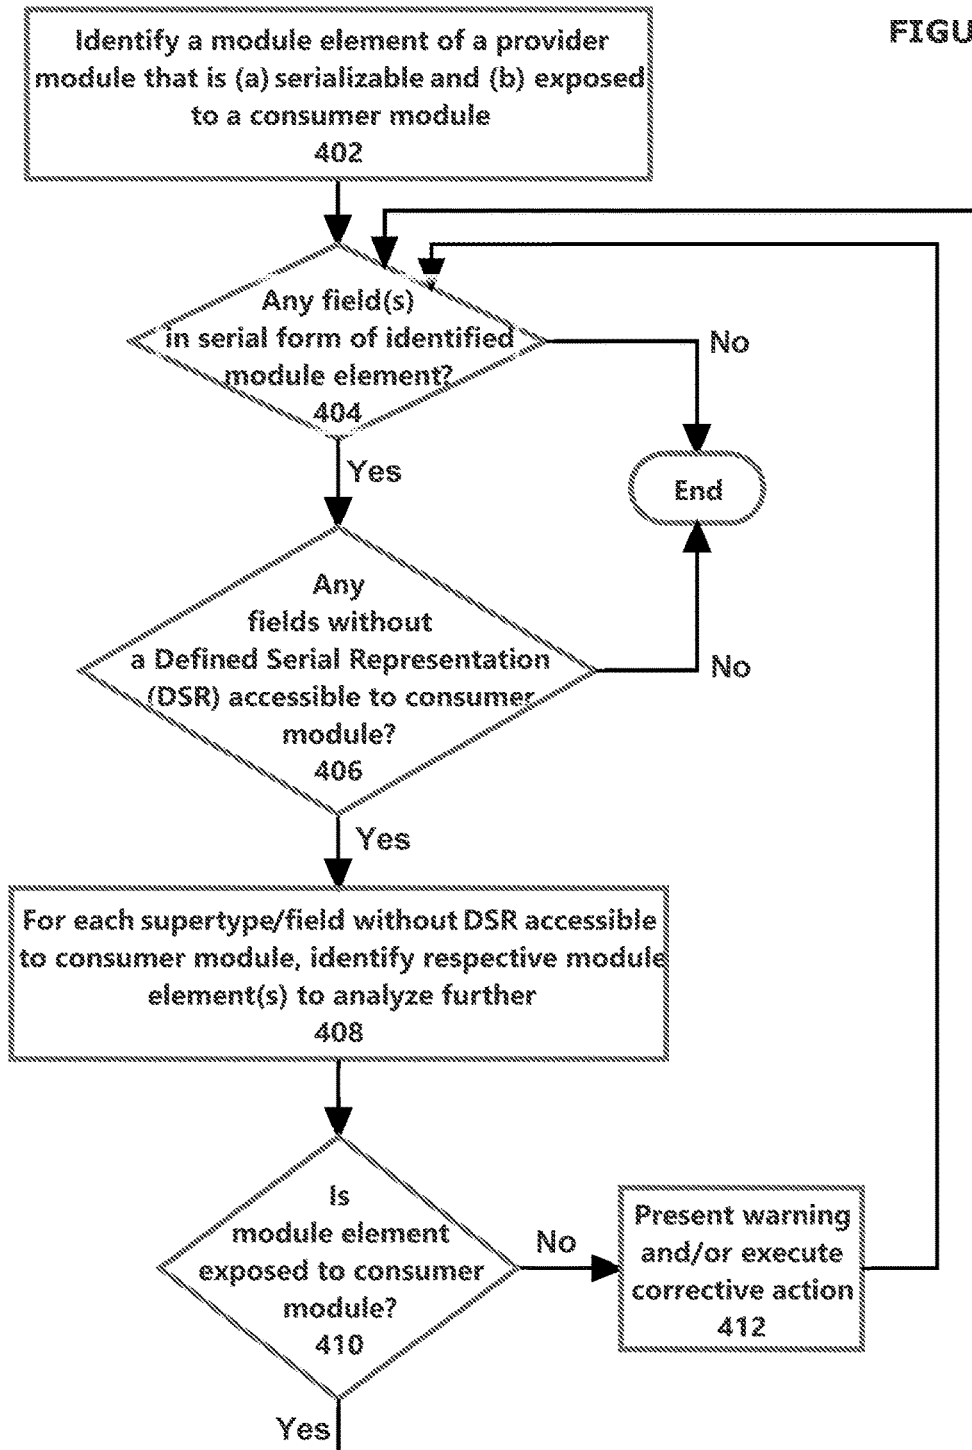 FIGU
Identify a module element of a provider
module that is (a) serializable and (b) exposed
to a consumer module
402
Any field(s)
in serial form of identified
module element?
404
No
Yes
End
Any
fields without
a Defined Serial Representation
(DSR) accessible to consumer
module?
406
No
Yes
For each supertype/field without DSR accessible
to consumer module, identify respective module
element(s) to analyze further
408
Is
module element
exposed to consumer
module?
410
No
Present warning
and/or execute
corrective action
412
Yes